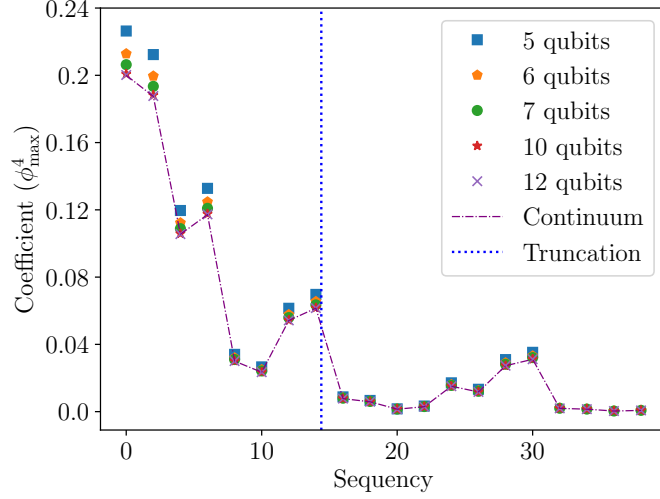 0.24
0.2
0.16
0.12
0.08
0.04
0.0
Coefficient (ϕ⁴max)
0 10 20 30
Sequency
5 qubits
6 qubits
7 qubits
10 qubits
12 qubits
Continuum
Truncation